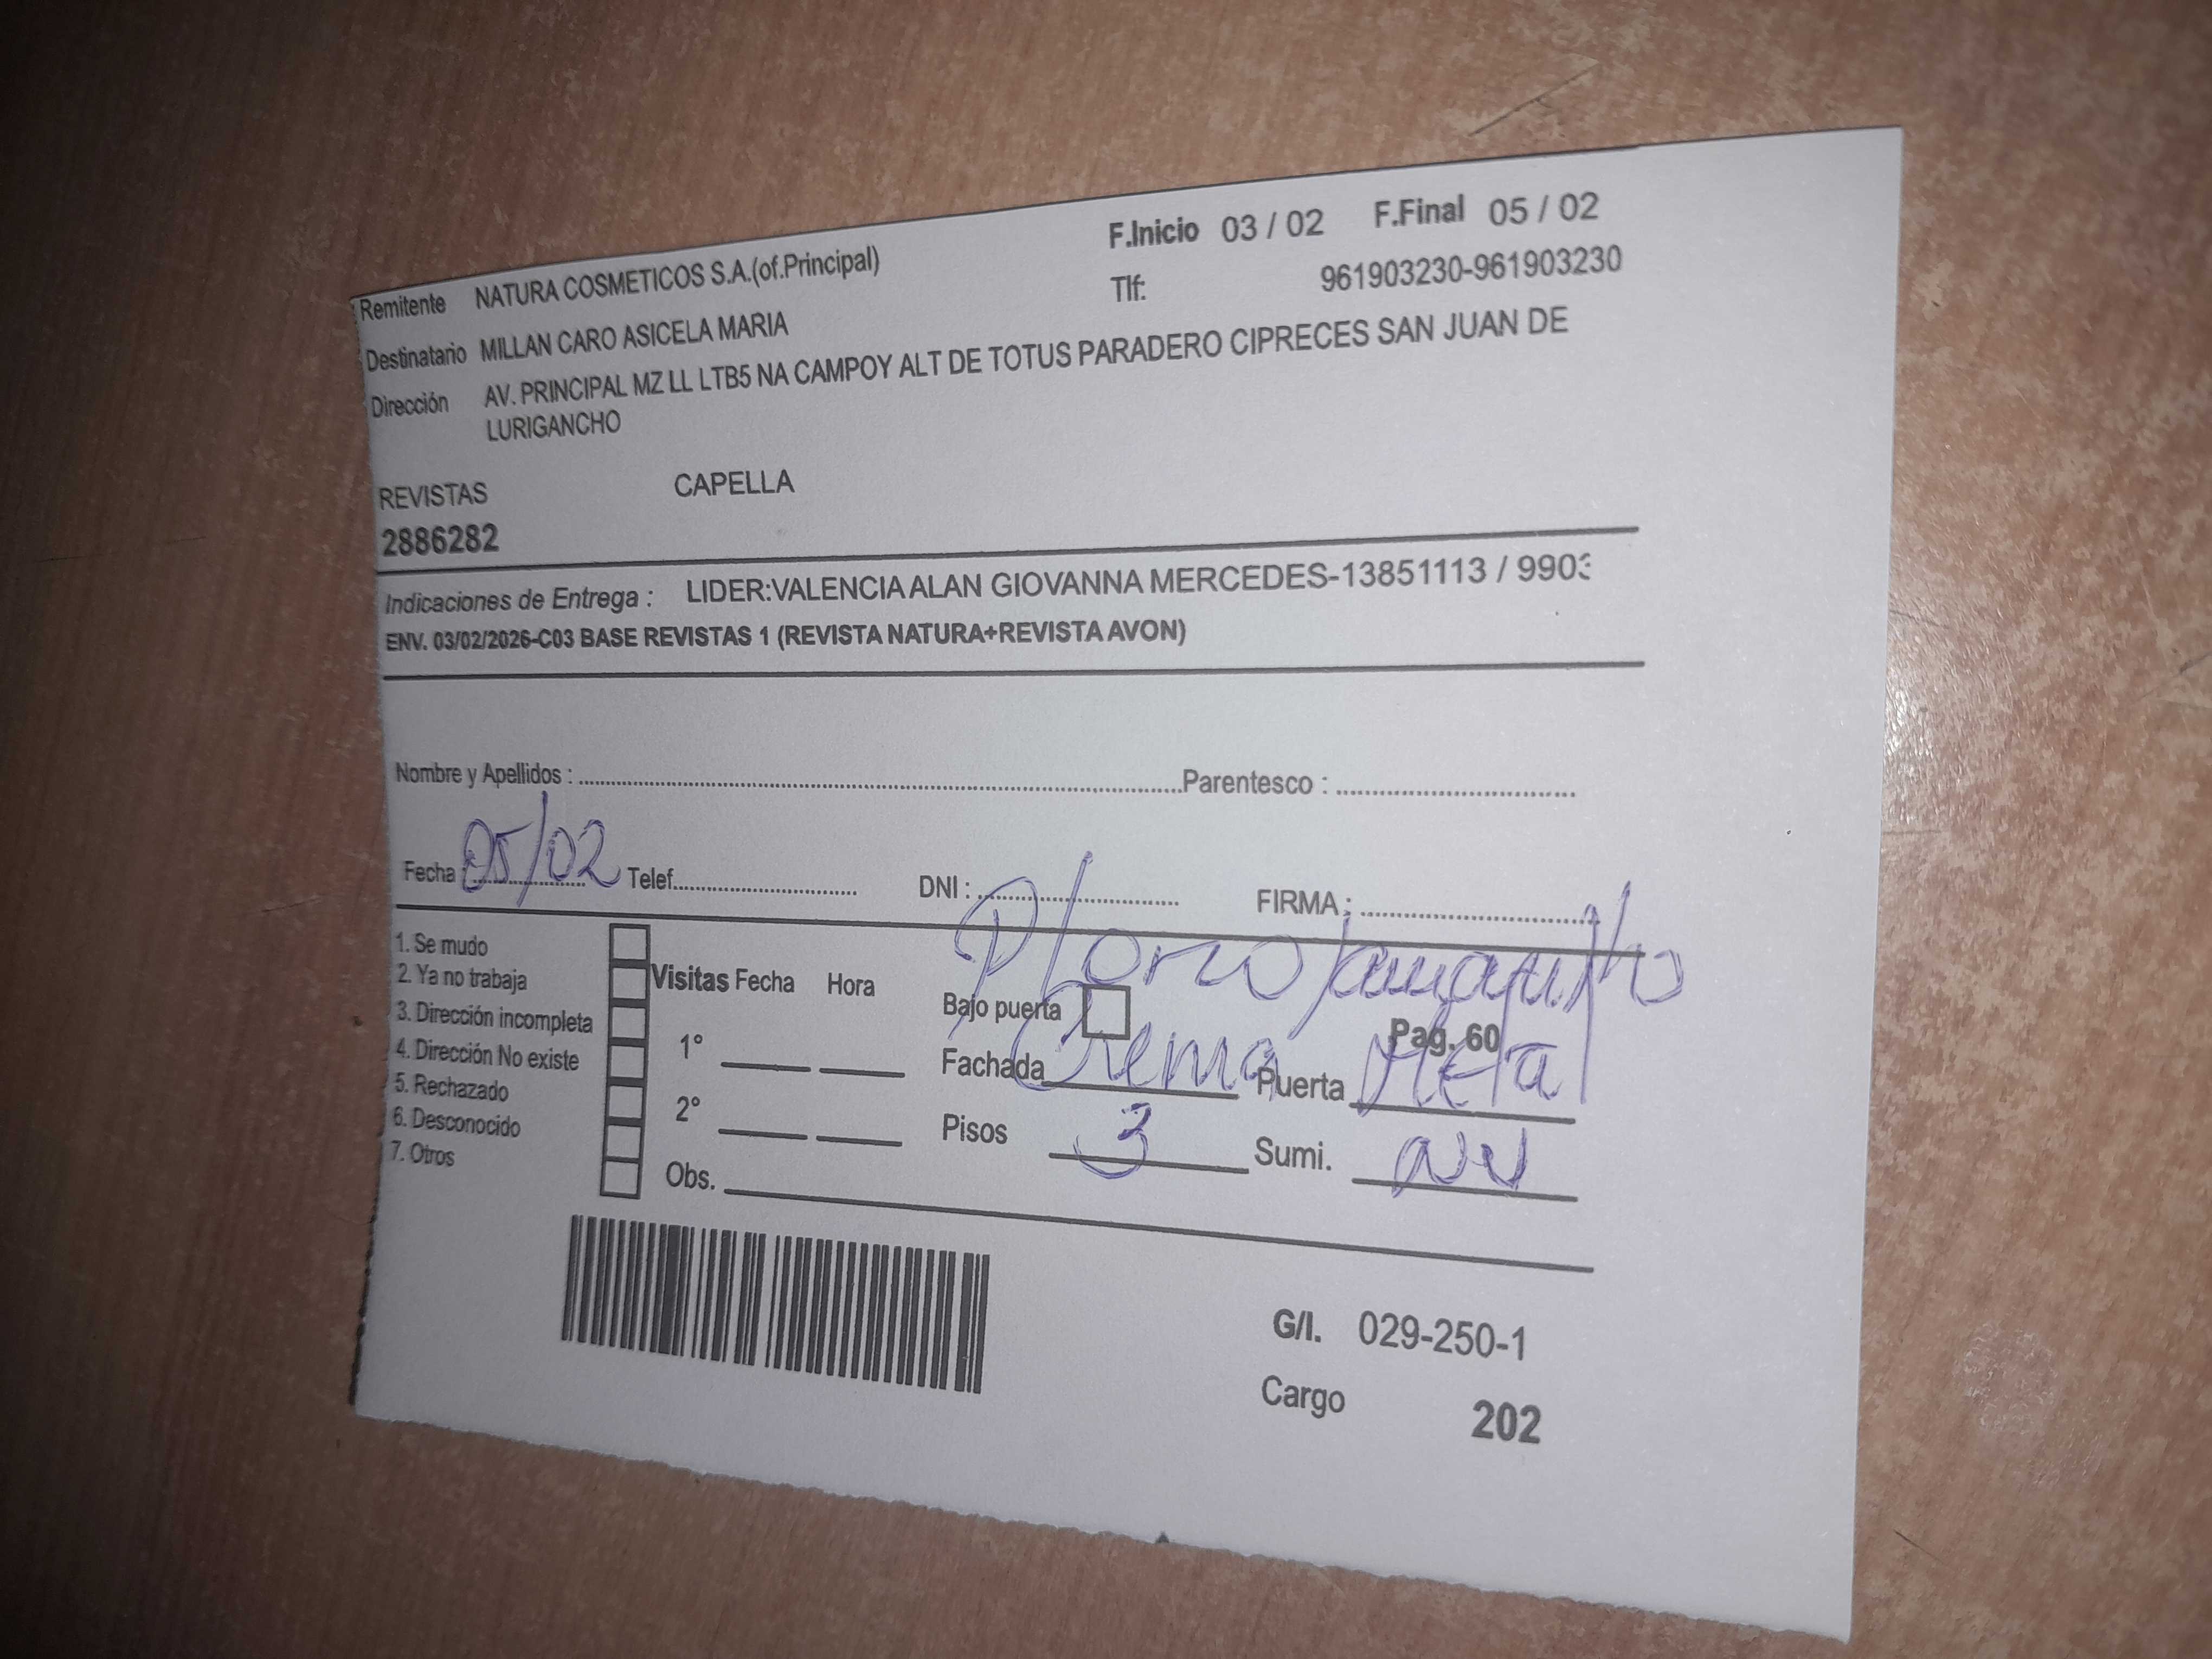 F.Inicio 03 / 02 F.Final 05 / 02
Remitente NATURA COSMETICOS S.A.(of.Principal) Tlf: 961903230-961903230
Destinatario MILLAN CARO ASICELA MARIA
Dirección AV. PRINCIPAL MZ LL LTB5 NA CAMPOY ALT DE TOTUS PARADERO CIPRECES SAN JUAN DE
LURIGANCHO
REVISTAS CAPELLA
2886282
Indicaciones de Entrega : LIDER:VALENCIA ALAN GIOVANNA MERCEDES-13851113 / 9903
ENV. 03/02/2026-C03 BASE REVISTAS 1 (REVISTA NATURA+REVISTA AVON)
Nombre y Apellidos : Parentesco :
Fecha : 05/02 Telef. DNI : FIRMA :
1. Se mudo
2. Ya no trabaja
3. Dirección incompleta
4. Dirección No existe
5. Rechazado
6. Desconocido
7. Otros
Visitas Fecha Hora
1°
2°
Obs.
Bajo puerta Pag. 60
Fachada Crema Puerta Metal
Pisos 3 Sumi.
G/I. 029-250-1
Cargo 202